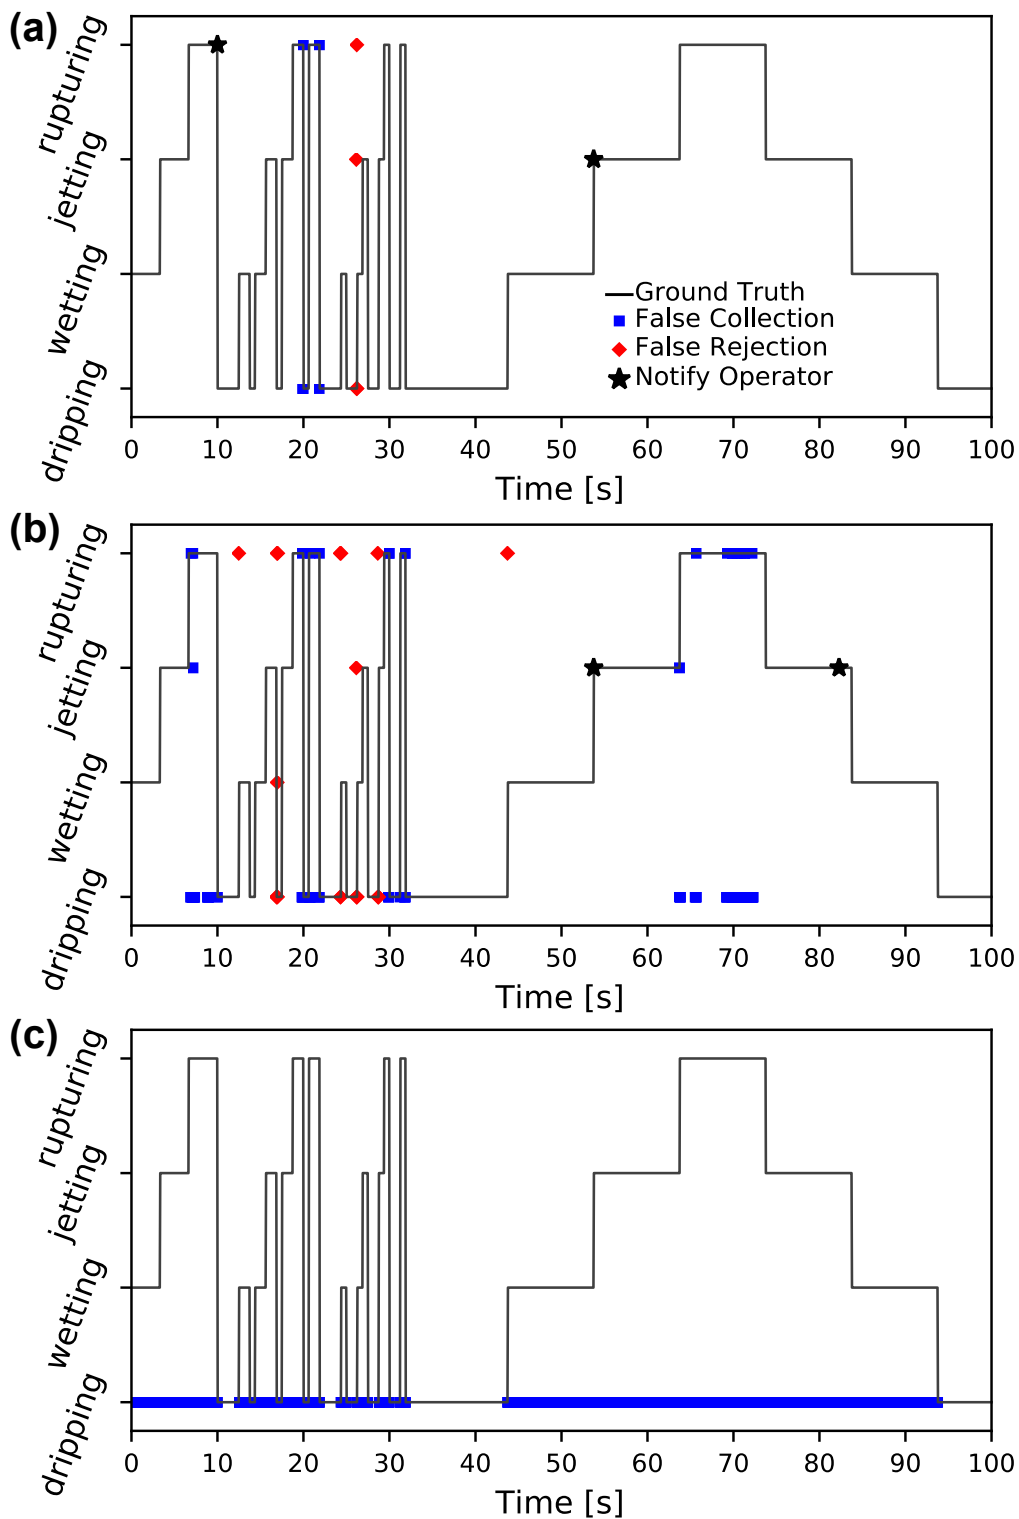 (a)
rupturing
jetting
wetting
dripping
Ground Truth
False Collection
False Rejection
Notify Operator
0 10 20 30 40 50 60 70 80 90 100
Time [s]
(b)
rupturing
jetting
wetting
dripping
0 10 20 30 40 50 60 70 80 90 100
Time [s]
(c)
rupturing
jetting
wetting
dripping
0 10 20 30 40 50 60 70 80 90 100
Time [s]